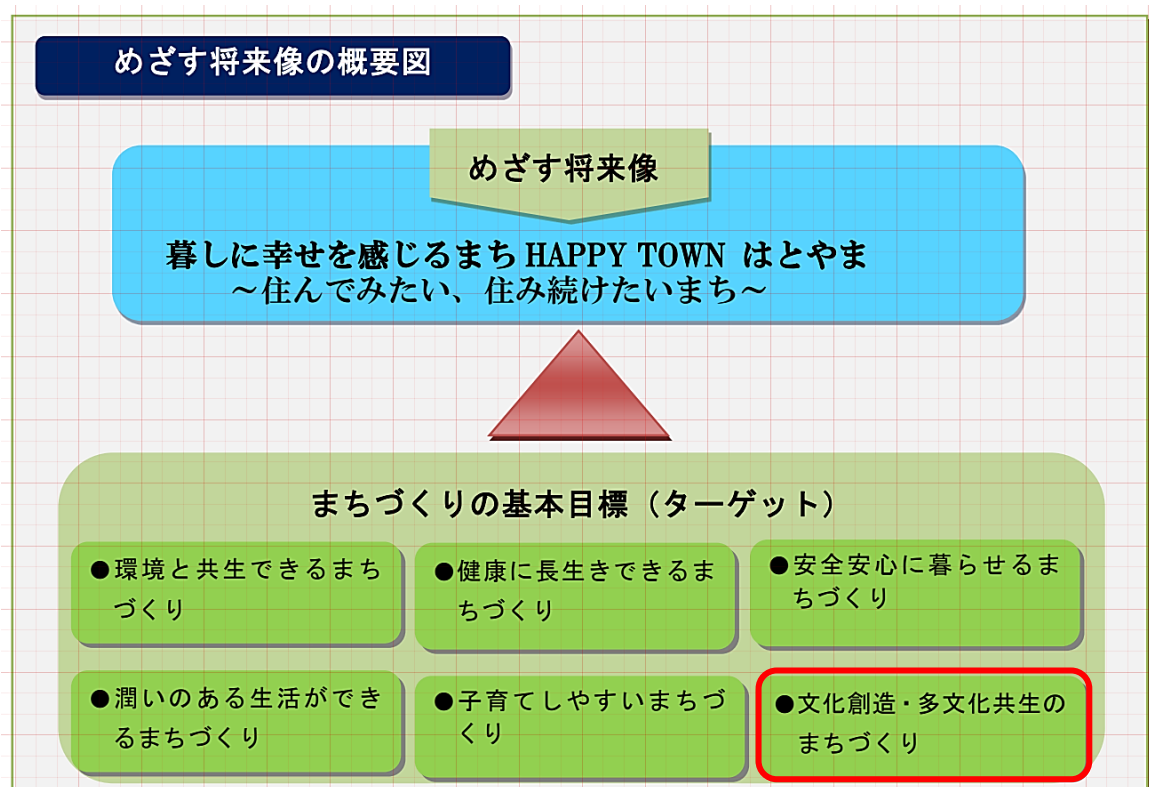 めざす将来像の概要図
めざす将来像
暮しに幸せを感じるまち HAPPY TOWN はとやま
～住んでみたい、住み続けたいまち～
まちづくりの基本目標（ターゲット）
●環境と共生できるまち
づくり
●健康に長生きできるま
ちづくり
●安全安心に暮らせるま
ちづくり
●潤いのある生活ができ
るまちづくり
●子育てしやすいまちづ
くり
●文化創造・多文化共生の
まちづくり